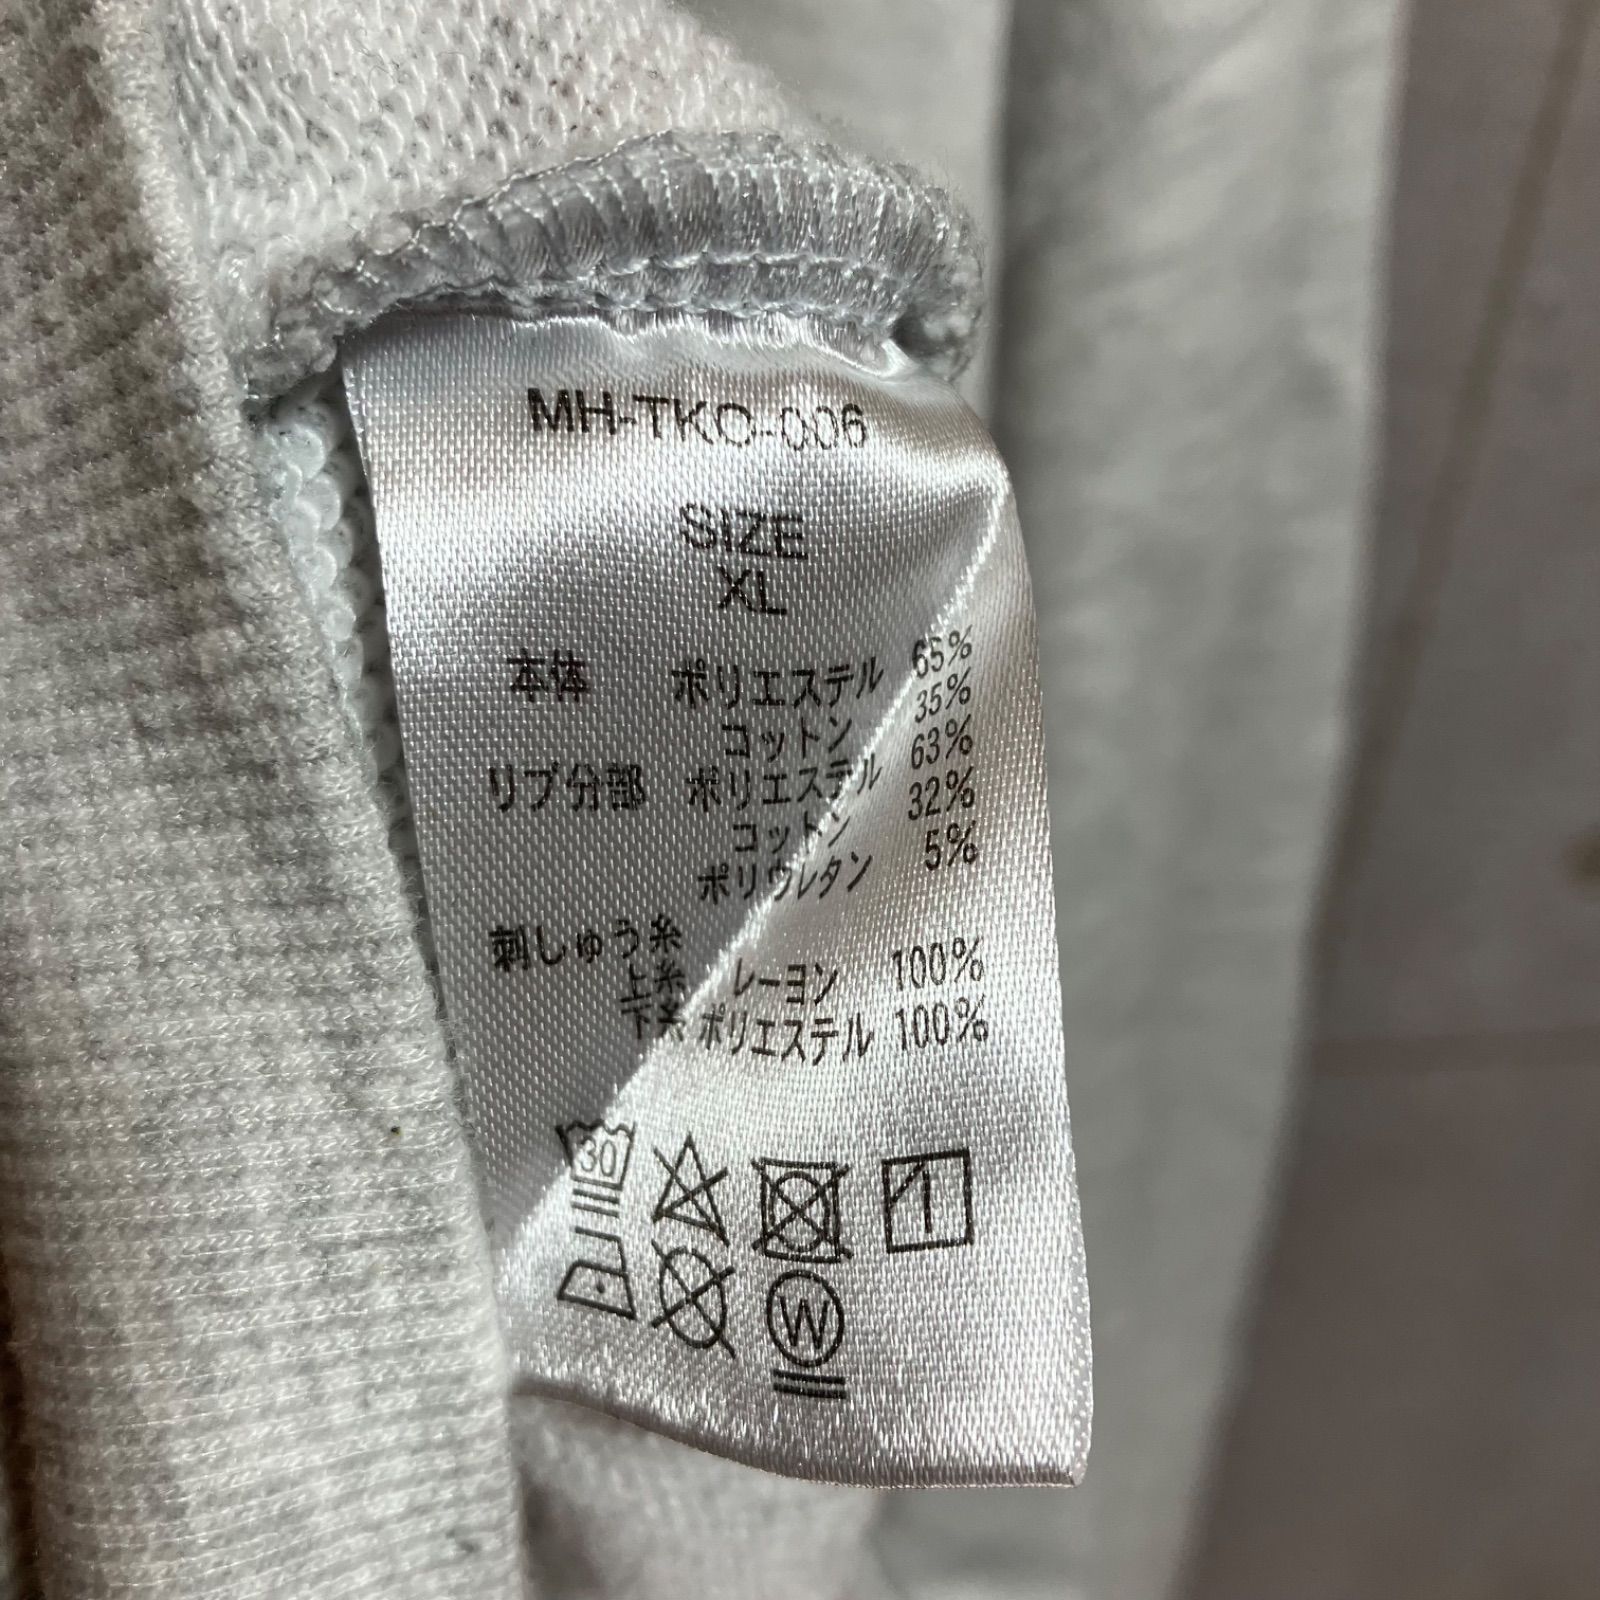 MH-TKO-006
SIZE
XL
本体 ポリエステル 65%
コットン 35%
リブ分部 ポリエステル 63%
コットン 32%
ポリウレタン 5%
刺しゅう糸
上糸 レーヨン 100%
下糸 ポリエステル 100%
30
W